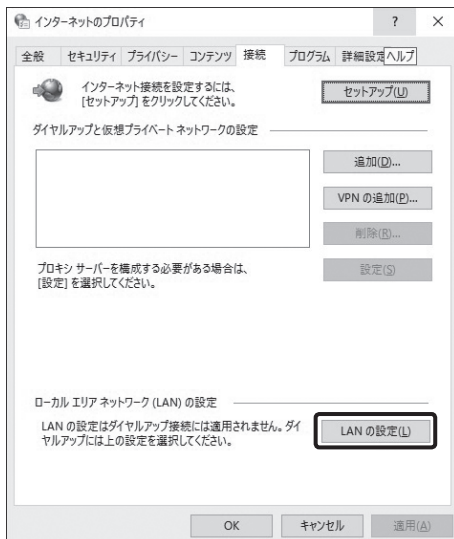 インターネットのプロパティ
?
×
全般 セキュリティ プライバシー コンテンツ 接続 プログラム 詳細設定 ヘルプ
インターネット接続を設定するには、
[セットアップ] をクリックしてください。
セットアップ(U)
ダイヤルアップと仮想プライベート ネットワークの設定
追加(D)...
VPN の追加(P)...
削除(R)...
プロキシ サーバーを構成する必要がある場合は、
[設定] を選択してください。
設定(S)
ローカル エリア ネットワーク (LAN) の設定
LAN の設定はダイヤルアップ接続には適用されません。ダイ
ヤルアップには上の設定を選択してください。
LAN の設定(L)
OK キャンセル 適用(A)